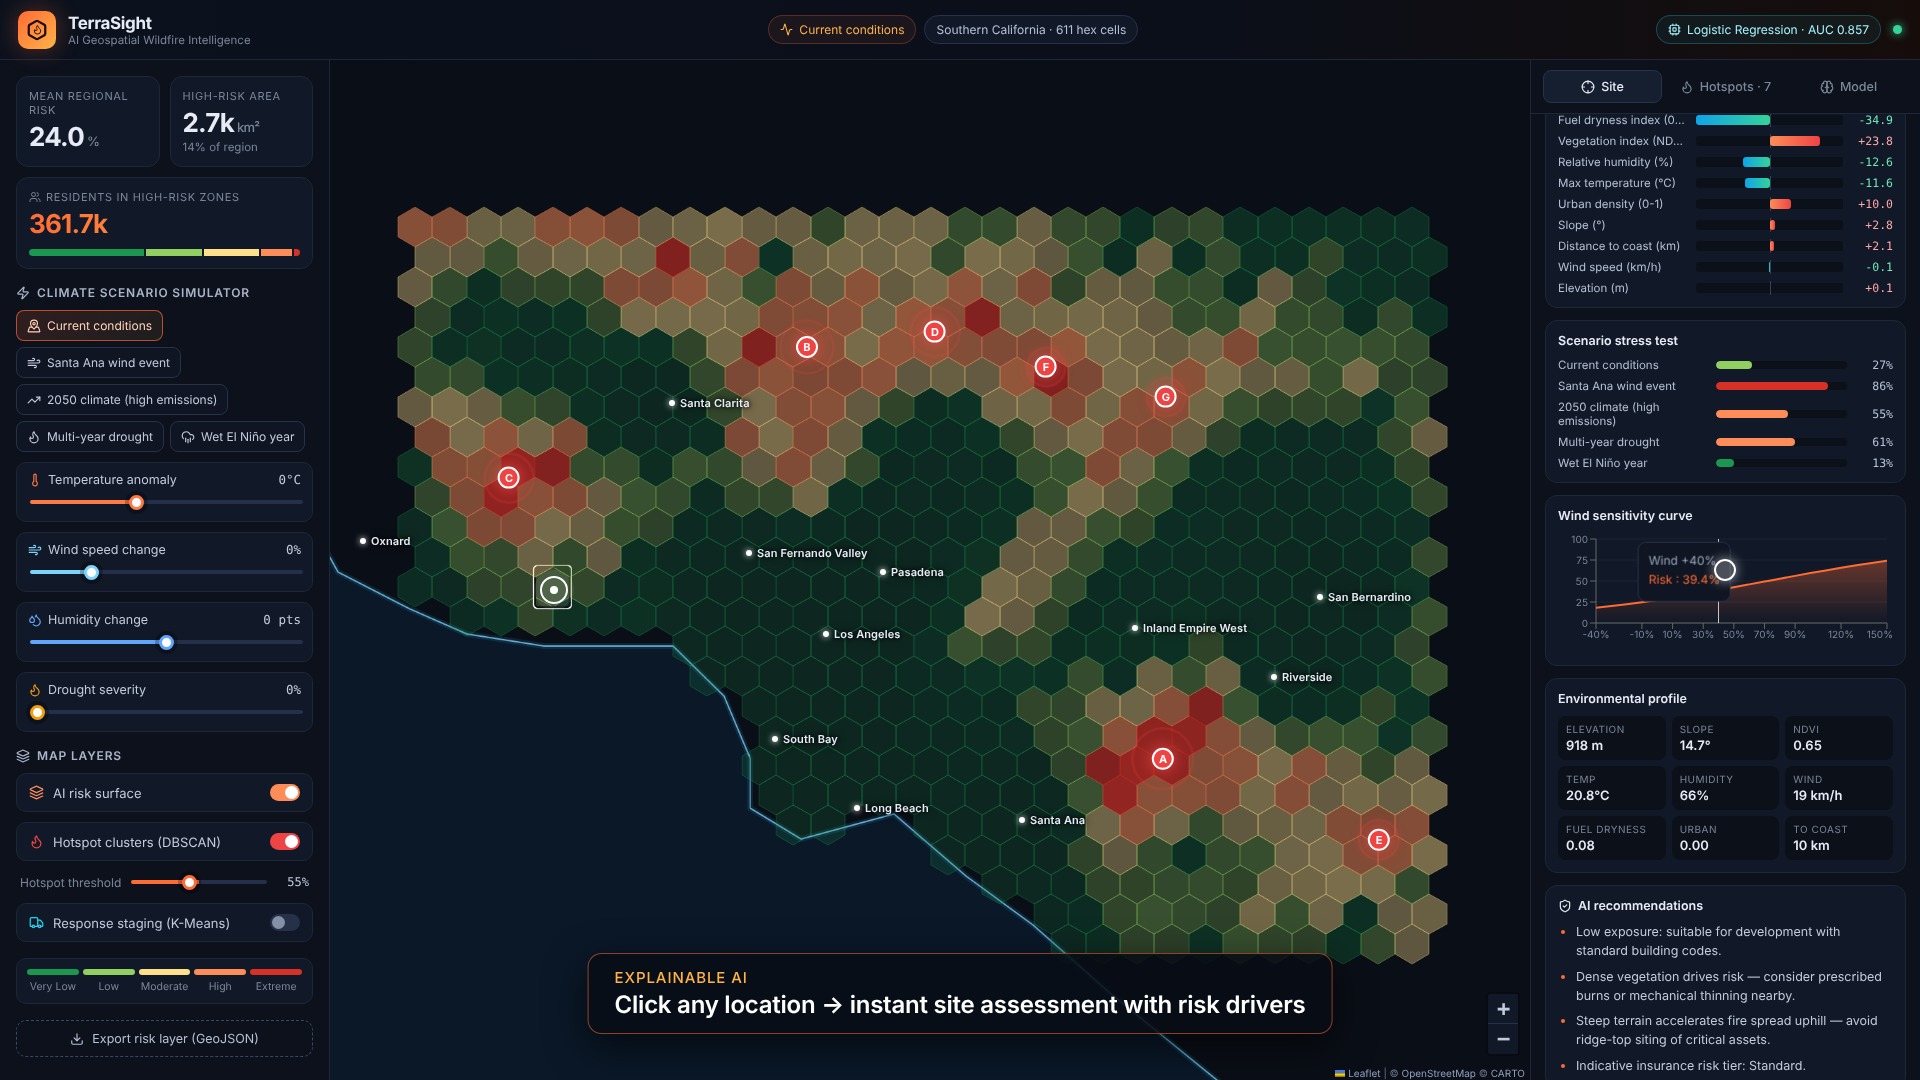 TerraSight
AI Geospatial Wildfire Intelligence
Current conditions
Southern California · 611 hex cells
Logistic Regression · AUC 0.857
MEAN REGIONAL
RISK
24.0 %
HIGH-RISK AREA
2.7k km²
14% of region
RESIDENTS IN HIGH-RISK ZONES
361.7k
CLIMATE SCENARIO SIMULATOR
Current conditions
Santa Ana wind event
2050 climate (high emissions)
Multi-year drought
Wet El Niño year
Temperature anomaly 0°C
Wind speed change 0%
Humidity change 0 pts
Drought severity 0%
MAP LAYERS
AI risk surface
Hotspot clusters (DBSCAN)
Hotspot threshold 55%
Response staging (K-Means)
Very Low Low Moderate High Extreme
Export risk layer (GeoJSON)
D
B
F
G
Santa Clarita
C
Oxnard
San Fernando Valley
Pasadena
San Bernardino
Inland Empire West
Los Angeles
Riverside
South Bay
A
Long Beach
Santa Ana
E
EXPLAINABLE AI
Click any location → instant site assessment with risk drivers
+
−
Leaflet | © OpenStreetMap © CARTO
Site
Hotspots · 7
Model
Fuel dryness index (0... -34.9
Vegetation index (ND... +23.8
Relative humidity (%) -12.6
Max temperature (°C) -11.6
Urban density (0-1) +10.0
Slope (°) +2.8
Distance to coast (km) +2.1
Wind speed (km/h) -0.1
Elevation (m) +0.1
Scenario stress test
Current conditions 27%
Santa Ana wind event 86%
2050 climate (high
emissions) 55%
Multi-year drought 61%
Wet El Niño year 13%
Wind sensitivity curve
100
75
50
25
0
Wind +40%
Risk : 39.4%
-40% -10% 10% 30% 50% 70% 90% 120% 150%
Environmental profile
ELEVATION
918 m
SLOPE
14.7°
NDVI
0.65
TEMP
20.8°C
HUMIDITY
66%
WIND
19 km/h
FUEL DRYNESS
0.08
URBAN
0.00
TO COAST
10 km
AI recommendations
Low exposure: suitable for development with
standard building codes.
Dense vegetation drives risk — consider prescribed
burns or mechanical thinning nearby.
Steep terrain accelerates fire spread uphill — avoid
ridge-top siting of critical assets.
Indicative insurance risk tier: Standard.